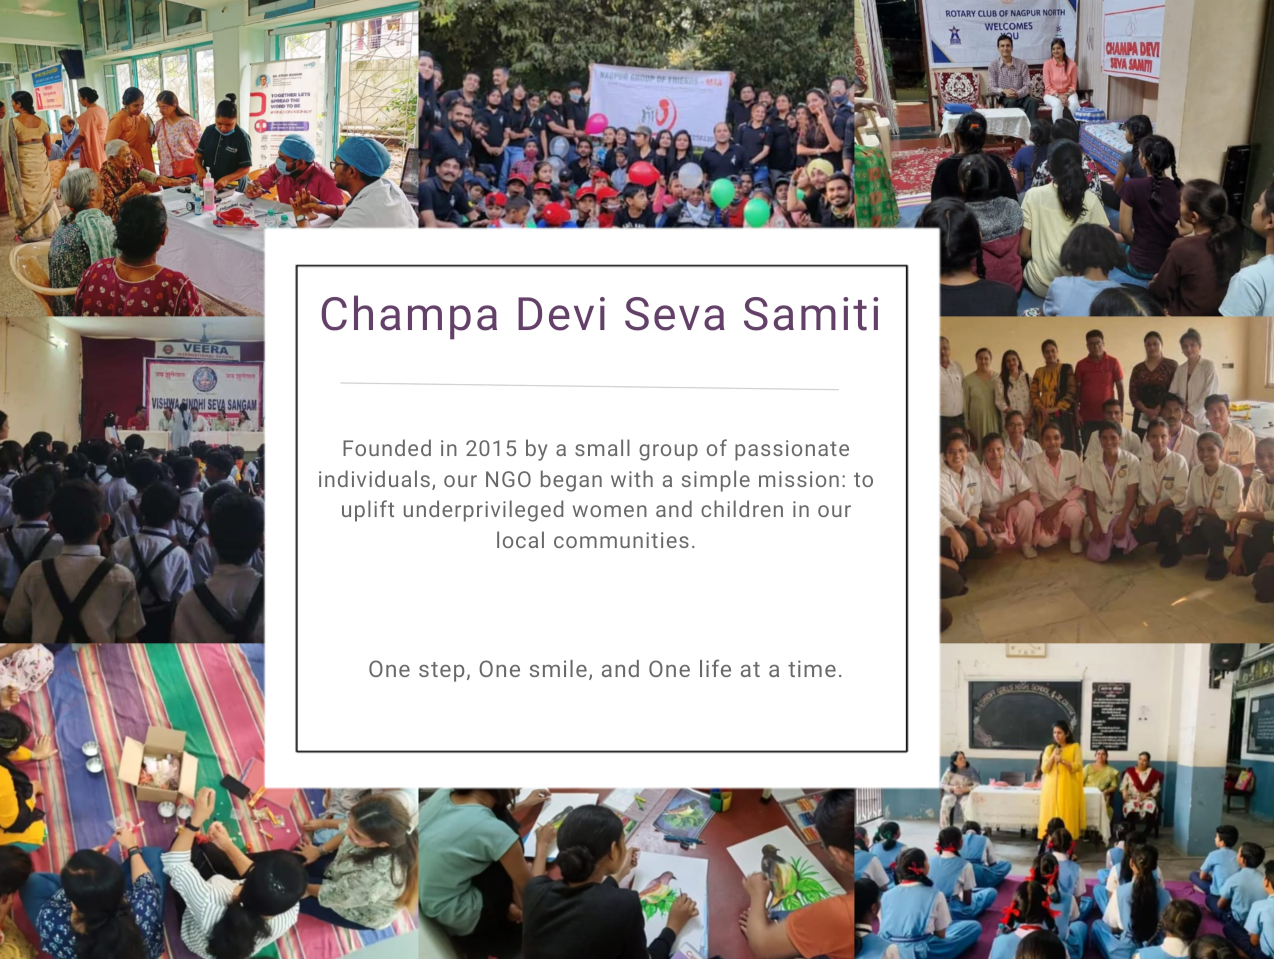 TOGETHER LET'S
SPREAD THE
WORD TO BE
NAGPUR GROUP OF FRIENDS
ROTARY CLUB OF NAGPUR NORTH
WELCOMES
YOU
CHAMPA DEVI
SEVA SAMITI
Champa Devi Seva Samiti
VEERA
VISHWA SINDHI SEVA SANGAM
Founded in 2015 by a small group of passionate
individuals, our NGO began with a simple mission: to
uplift underprivileged women and children in our
local communities.
One step, One smile, and One life at a time.